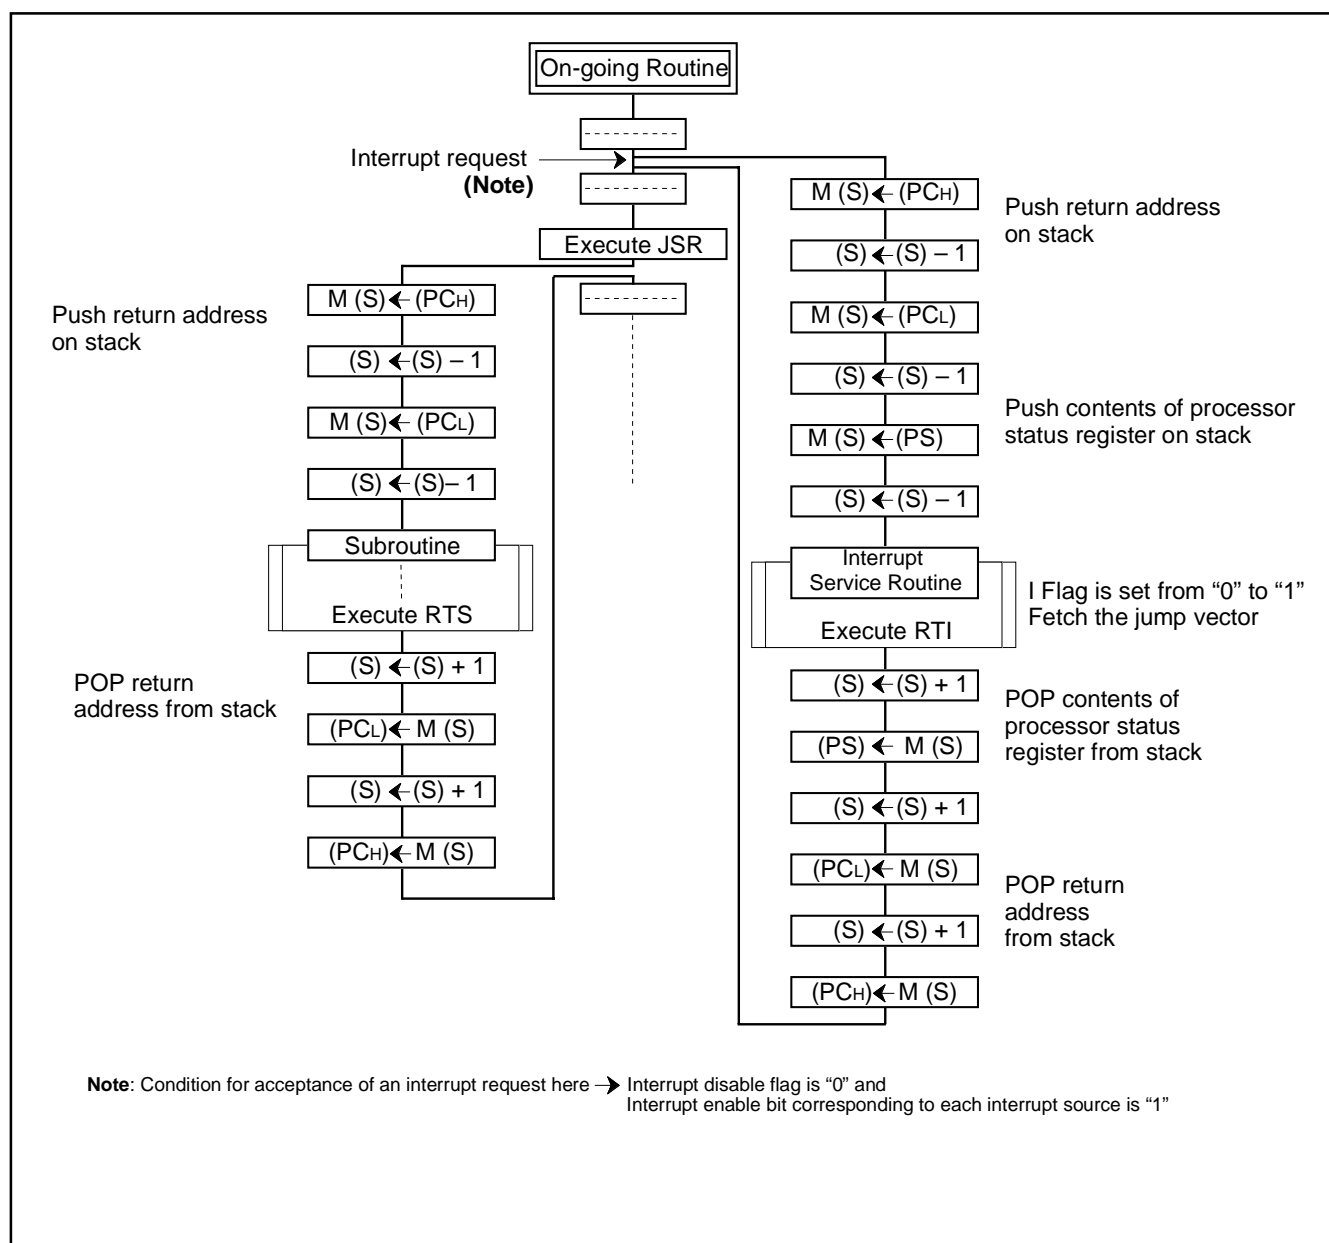 On-going Routine
Interrupt request
(Note)
Execute JSR
Push return address
on stack
M (S) ← (PCH)
(S) ← (S) – 1
M (S) ← (PCL)
(S) ← (S)– 1
Subroutine
Execute RTS
POP return
address from stack
(S) ← (S) + 1
(PCL) ← M (S)
(S) ← (S) + 1
(PCH) ← M (S)
M (S) ← (PCH)
Push return address
on stack
(S) ← (S) – 1
M (S) ← (PCL)
(S) ← (S) – 1
Push contents of processor
status register on stack
M (S) ← (PS)
(S) ← (S) – 1
Interrupt
Service Routine
I Flag is set from “0” to “1”
Fetch the jump vector
Execute RTI
(S) ← (S) + 1
POP contents of
processor status
register from stack
(PS) ← M (S)
(S) ← (S) + 1
(PCL) ← M (S)
POP return
address
from stack
(S) ← (S) + 1
(PCH) ← M (S)
Note: Condition for acceptance of an interrupt request here → Interrupt disable flag is “0” and
Interrupt enable bit corresponding to each interrupt source is “1”